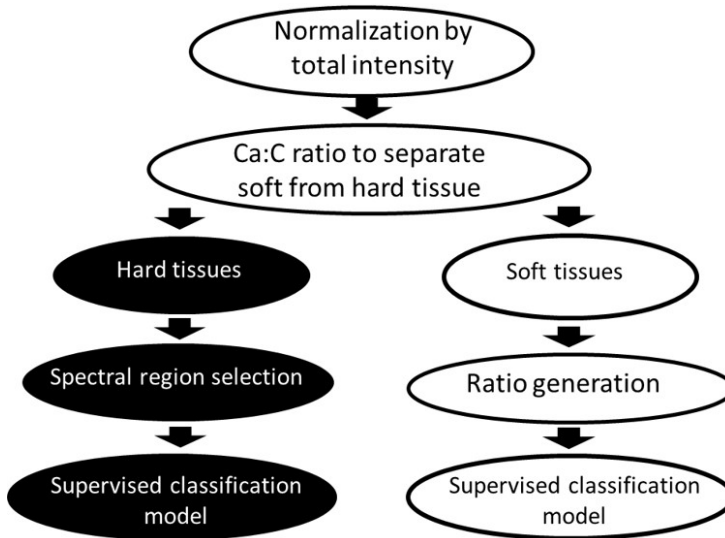 Normalization by
total intensity
Ca:C ratio to separate
soft from hard tissue
Hard tissues
Soft tissues
Spectral region selection
Ratio generation
Supervised classification
model
Supervised classification
model